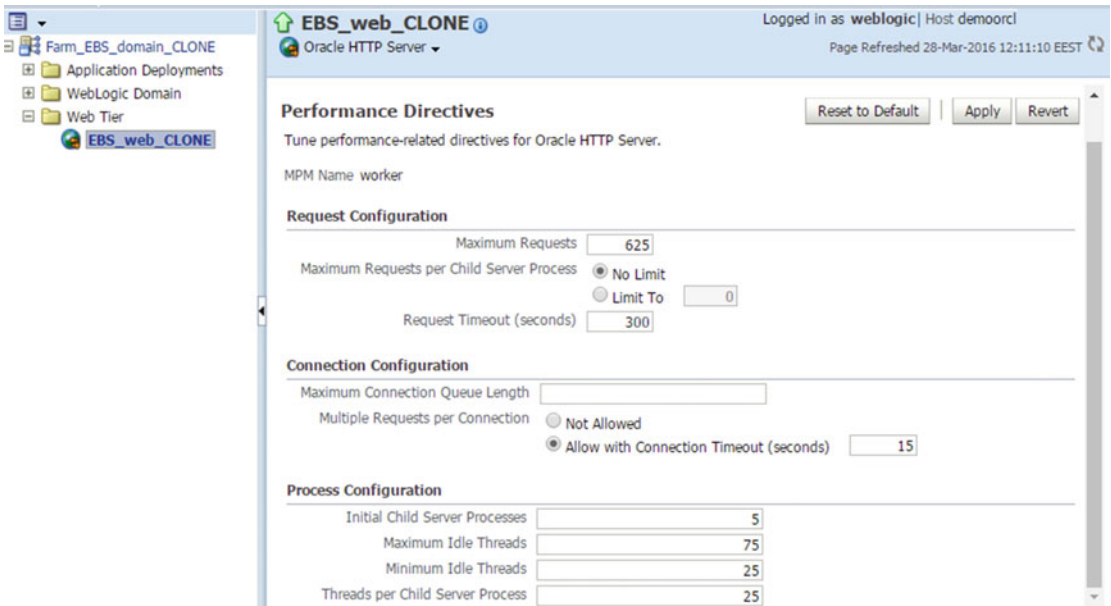 Farm_EBS_domain_CLONE
Application Deployments
WebLogic Domain
Web Tier
EBS_web_CLONE
EBS_web_CLONE
Logged in as weblogic| Host demoorcl
Oracle HTTP Server
Page Refreshed 28-Mar-2016 12:11:10 EEST
Performance Directives
Reset to Default | Apply Revert
Tune performance-related directives for Oracle HTTP Server.
MPM Name worker
Request Configuration
Maximum Requests 625
Maximum Requests per Child Server Process No Limit
Limit To 0
Request Timeout (seconds) 300
Connection Configuration
Maximum Connection Queue Length
Multiple Requests per Connection Not Allowed
Allow with Connection Timeout (seconds) 15
Process Configuration
Initial Child Server Processes 5
Maximum Idle Threads 75
Minimum Idle Threads 25
Threads per Child Server Process 25